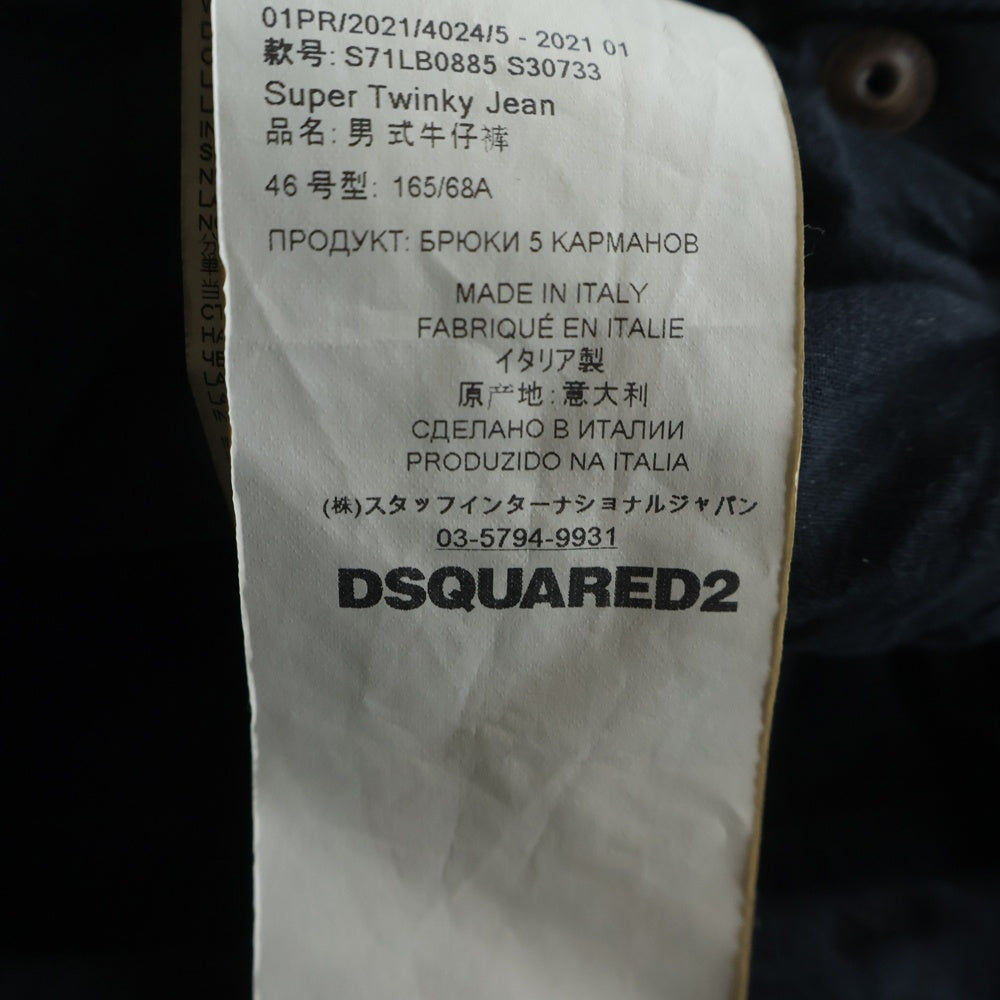 01PR/2021/4024/5 - 2021 01
款号: S71LB0885 S30733
Super Twinky Jean
品名: 男 式牛仔裤
46 号型: 165/68A
ПРОДУКТ: БРЮКИ 5 КАРМАНОВ
MADE IN ITALY
FABRIQUÉ EN ITALIE
イタリア製
原产地: 意大利
СДЕЛАНО В ИТАЛИИ
PRODUZIDO NA ITALIA
(株)スタッフインターナショナルジャパン
03-5794-9931
DSQUARED2